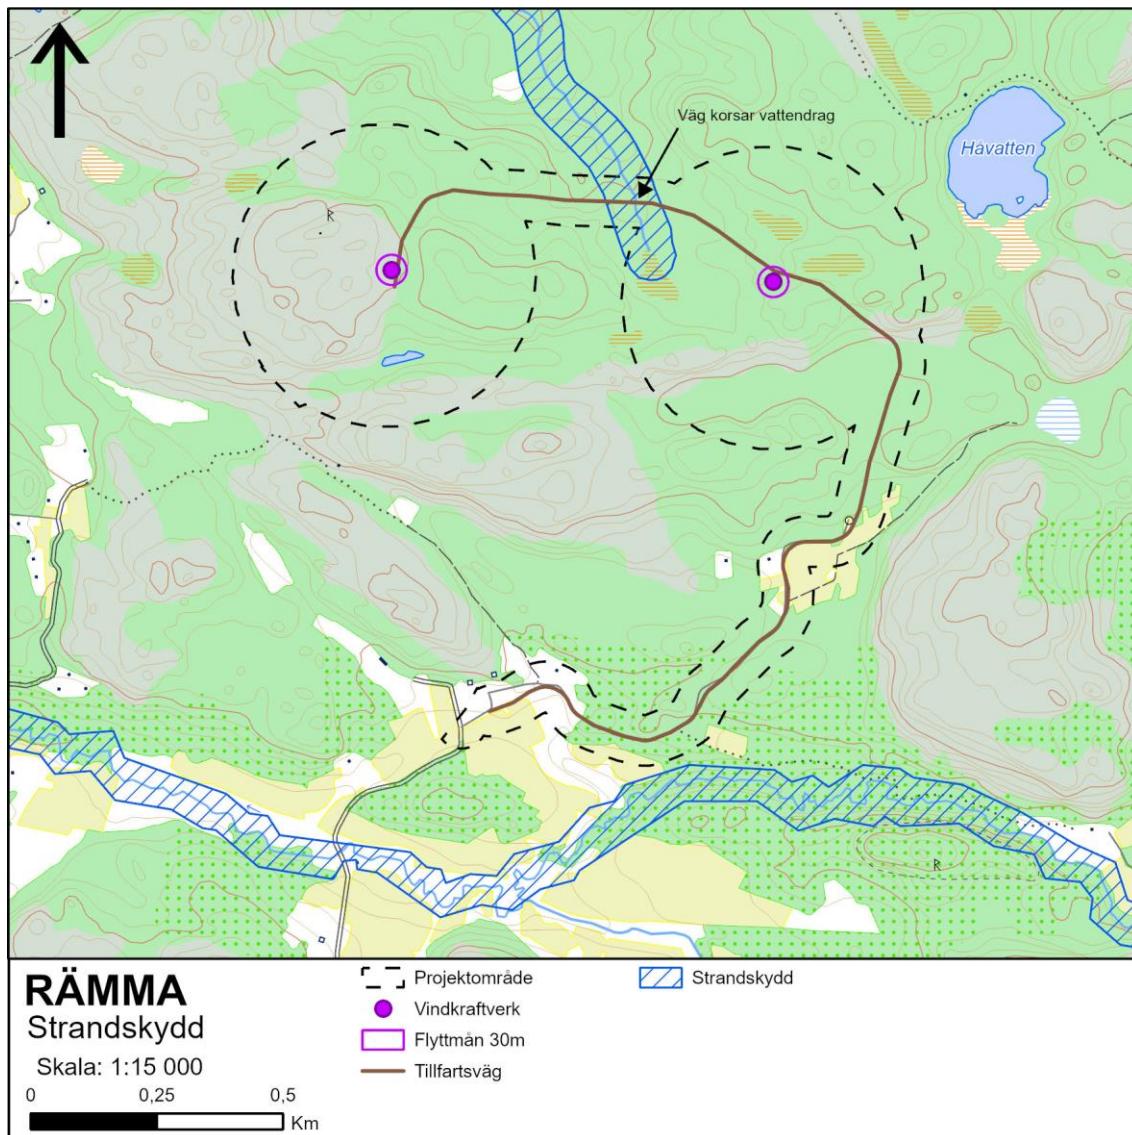 Väg korsar vattendrag
Håvatten
R
R
RÄMMA
Strandskydd
Skala: 1:15 000
0 0,25 0,5
Km
Projektområde
Vindkraftverk
Flyttmån 30m
Tillfartsväg
Strandskydd